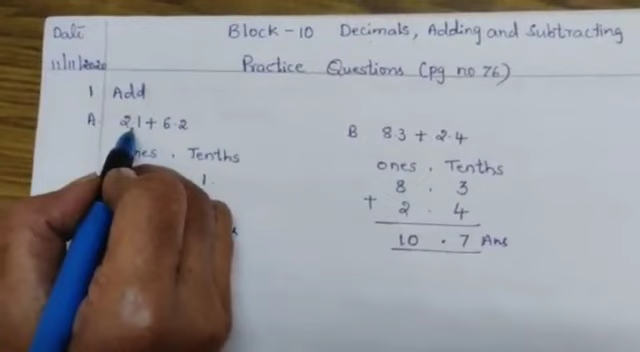 Date Block - 10 Decimals, Adding and Subtracting
11/11/2020 Practice Questions (pg no 76)
1 Add
A 2.1 + 6.2
B 8.3 + 2.4
ones . Tenths
1
ones . Tenths
8 . 3
+ 2 . 4
10 . 7 Ans